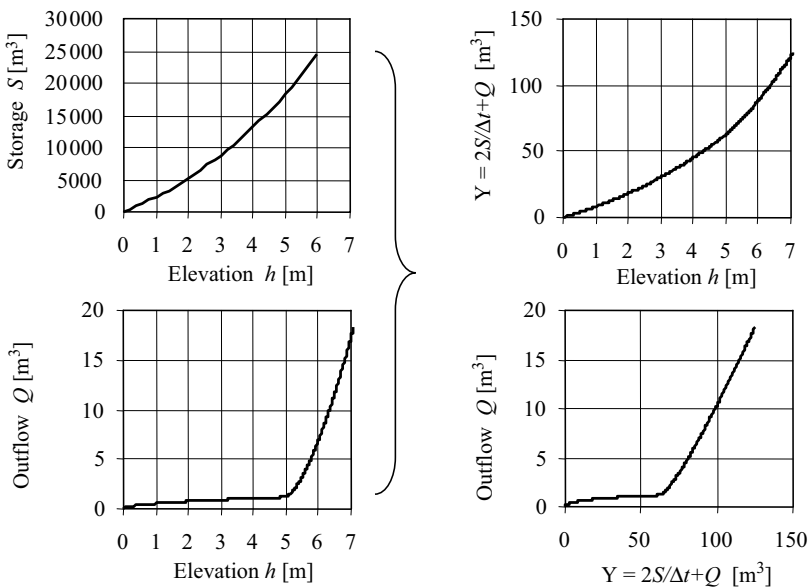 30000
25000
20000
15000
10000
5000
0
Storage S [m³]
0 1 2 3 4 5 6 7
Elevation h [m]
150
100
50
0
Y = 2S/Δt+Q [m³]
0 1 2 3 4 5 6 7
Elevation h [m]
20
15
10
5
0
Outflow Q [m³]
0 1 2 3 4 5 6 7
Elevation h [m]
20
15
10
5
0
Outflow Q [m³]
0 50 100 150
Y = 2S/Δt+Q [m³]